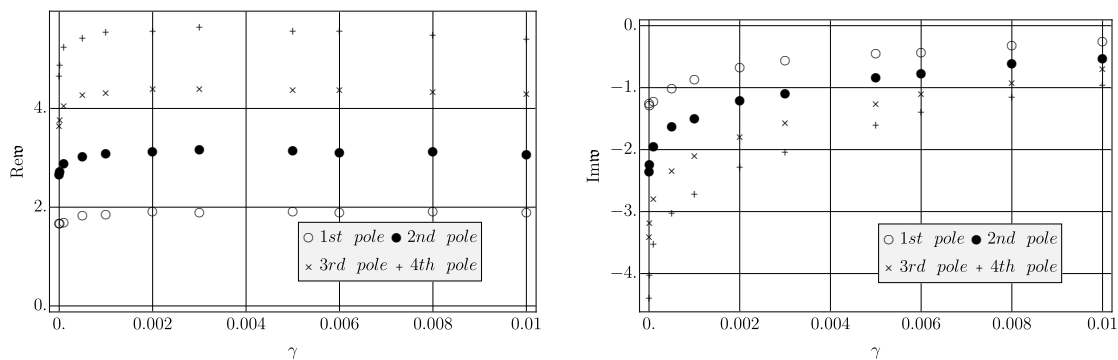 Re𝔴
4.
2.
0.
1st pole 2nd pole
3rd pole 4th pole
0. 0.002 0.004 0.006 0.008 0.01
γ
Im𝔴
0.
−1.
−2.
−3.
−4.
1st pole 2nd pole
3rd pole 4th pole
0. 0.002 0.004 0.006 0.008 0.01
γ